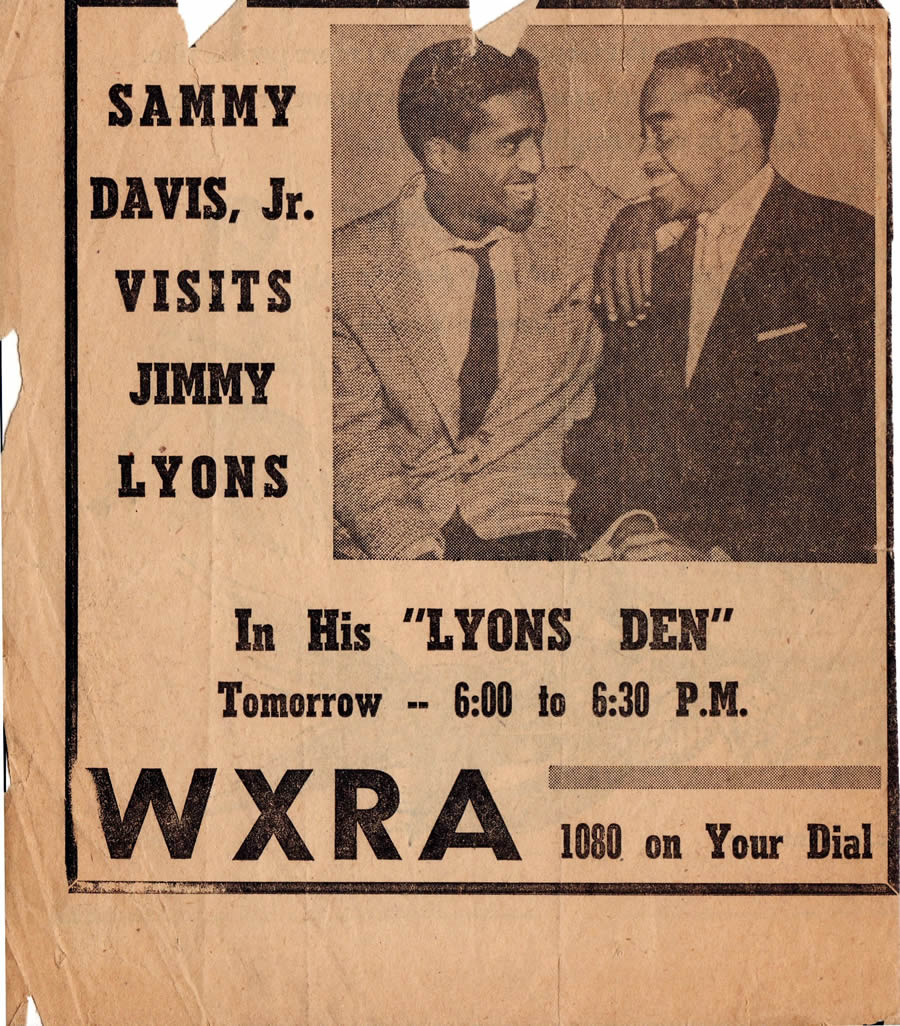 SAMMY
DAVIS, Jr.
VISITS
JIMMY
LYONS
In His "LYONS DEN"
Tomorrow -- 6:00 to 6:30 P.M.
WXRA
1080 on Your Dial